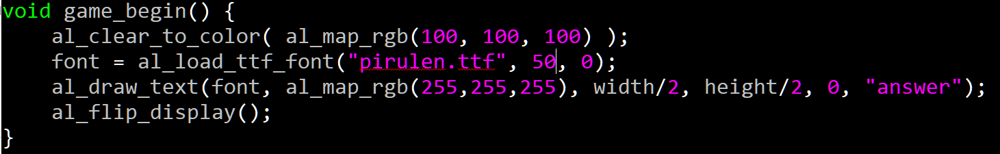 void game_begin() {
    al_clear_to_color( al_map_rgb(100, 100, 100) );
    font = al_load_ttf_font("pirulen.ttf", 50, 0);
    al_draw_text(font, al_map_rgb(255,255,255), width/2, height/2, 0, "answer");
    al_flip_display();
}